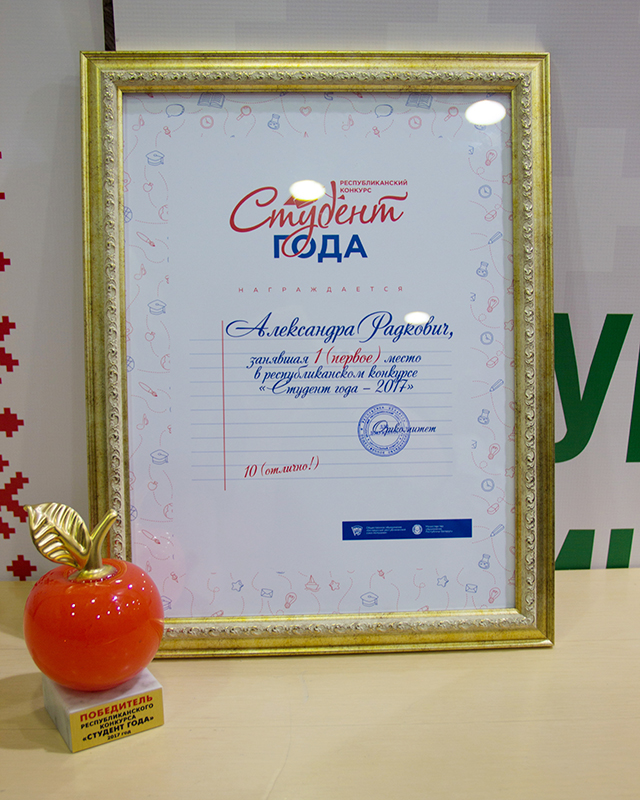 РЕСПУБЛИКАНСКИЙ
КОНКУРС
Студент
ГОДА
НАГРАЖДАЕТСЯ
Александра Радкович,
занявшая 1 (первое) место
в республиканском конкурсе
«Студент года – 2017»
Оргкомитет
10 (отлично!)
ПОБЕДИТЕЛЬ
РЕСПУБЛИКАНСКОГО
КОНКУРСА
«СТУДЕНТ ГОДА»
2017 год